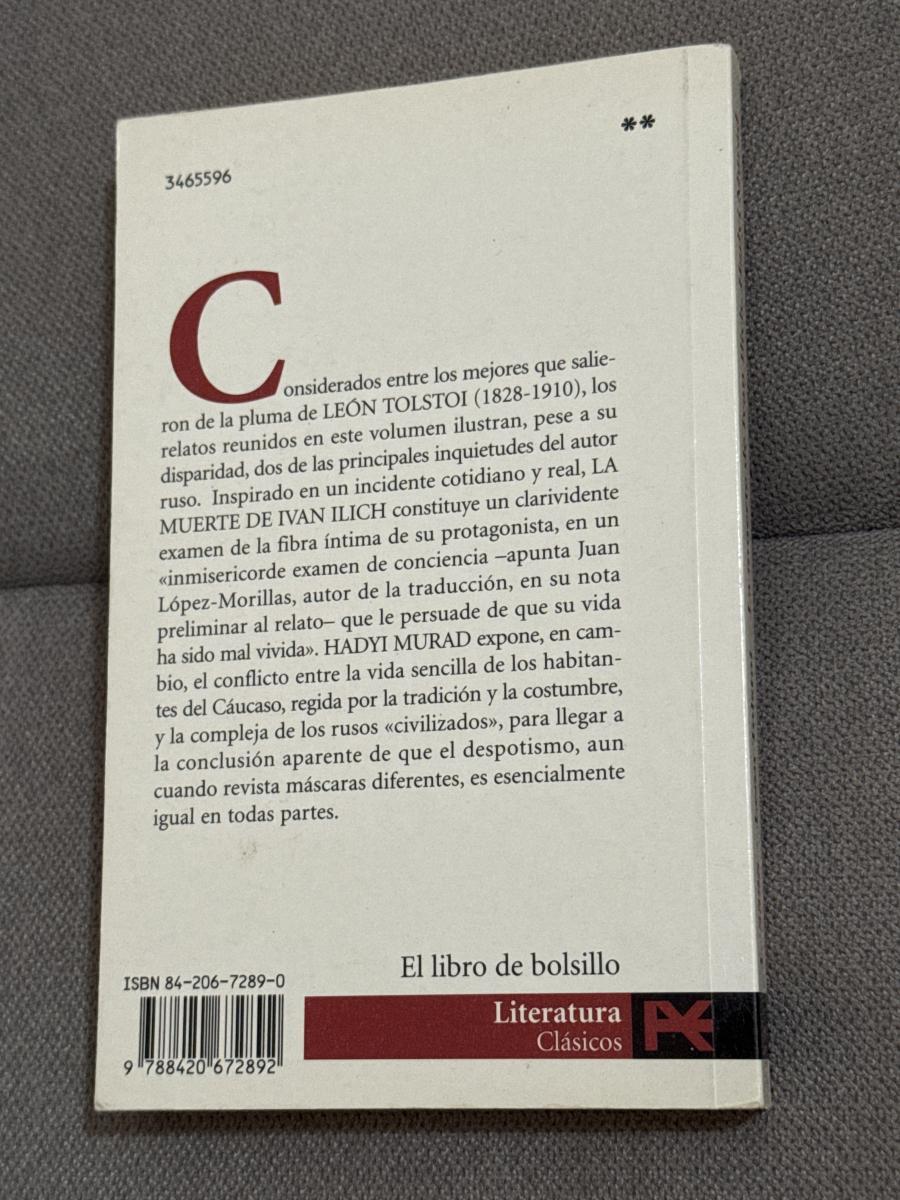 **
3465596
Considerados entre los mejores que salie-
ron de la pluma de LEÓN TOLSTOI (1828-1910), los
relatos reunidos en este volumen ilustran, pese a su
disparidad, dos de las principales inquietudes del autor
ruso. Inspirado en un incidente cotidiano y real, LA
MUERTE DE IVAN ILICH constituye un clarividente
examen de la fibra íntima de su protagonista, en un
«inmisericorde examen de conciencia –apunta Juan
López-Morillas, autor de la traducción, en su nota
preliminar al relato– que le persuade de que su vida
ha sido mal vivida». HADYI MURAD expone, en cam-
bio, el conflicto entre la vida sencilla de los habitan-
tes del Cáucaso, regida por la tradición y la costumbre,
y la compleja de los rusos «civilizados», para llegar a
la conclusión aparente de que el despotismo, aun
cuando revista máscaras diferentes, es esencialmente
igual en todas partes.
El libro de bolsillo
Literatura
Clásicos
ISBN 84-206-7289-0
9 788420 672892